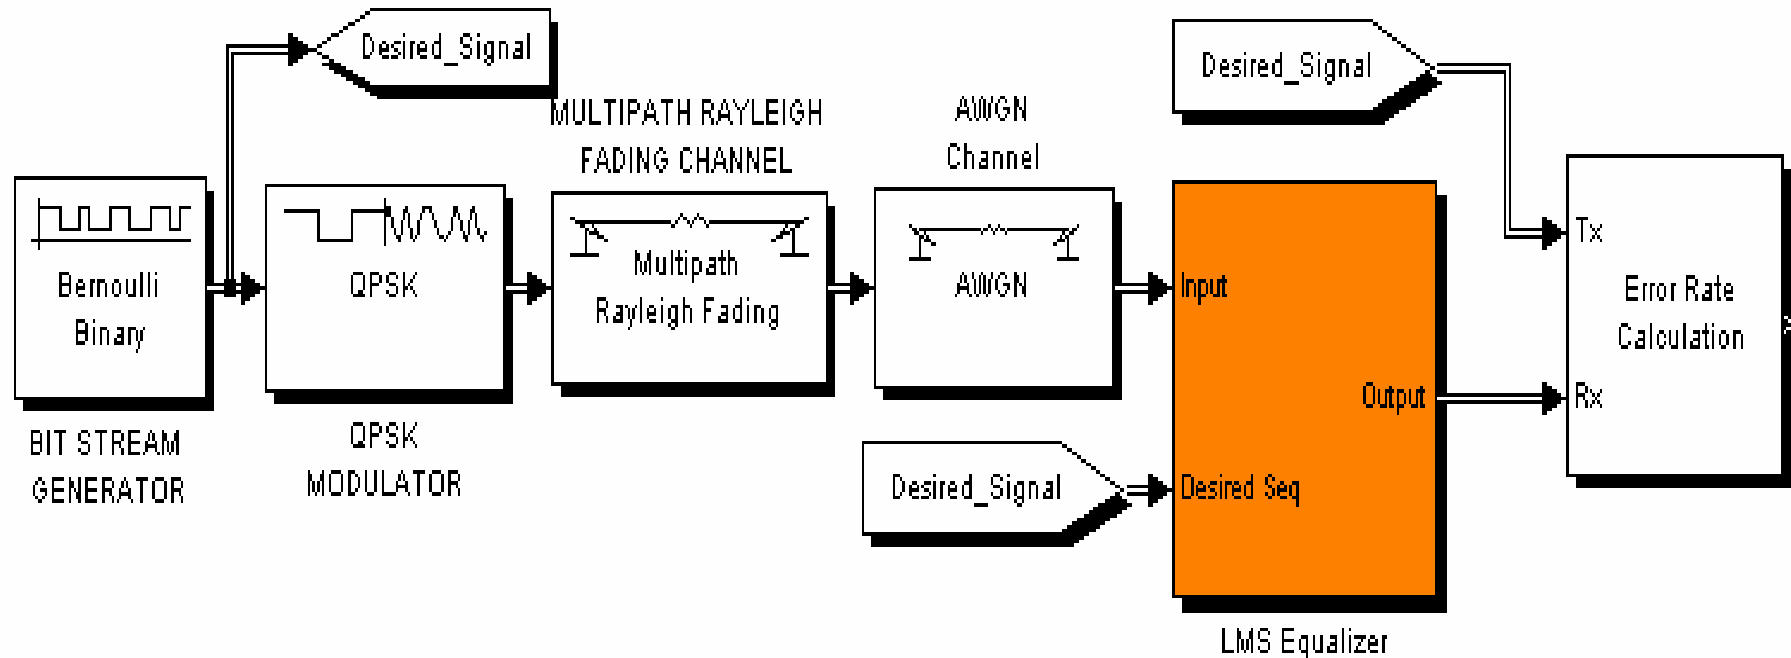 Desired_Signal
Desired_Signal
MULTIPATH RAYLEIGH
FADING CHANNEL
AWGN
Channel
Bernoulli
Binary
BIT STREAM
GENERATOR
QPSK
QPSK
MODULATOR
Multipath
Rayleigh Fading
AWGN
Desired_Signal
Input
Output
Desired Seq
LMS Equalizer
Tx
Error Rate
Calculation
Rx